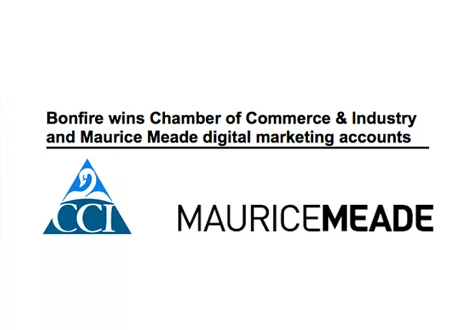 Bonfire wins Chamber of Commerce & Industry
and Maurice Meade digital marketing accounts
CCI
MAURICEMEADE